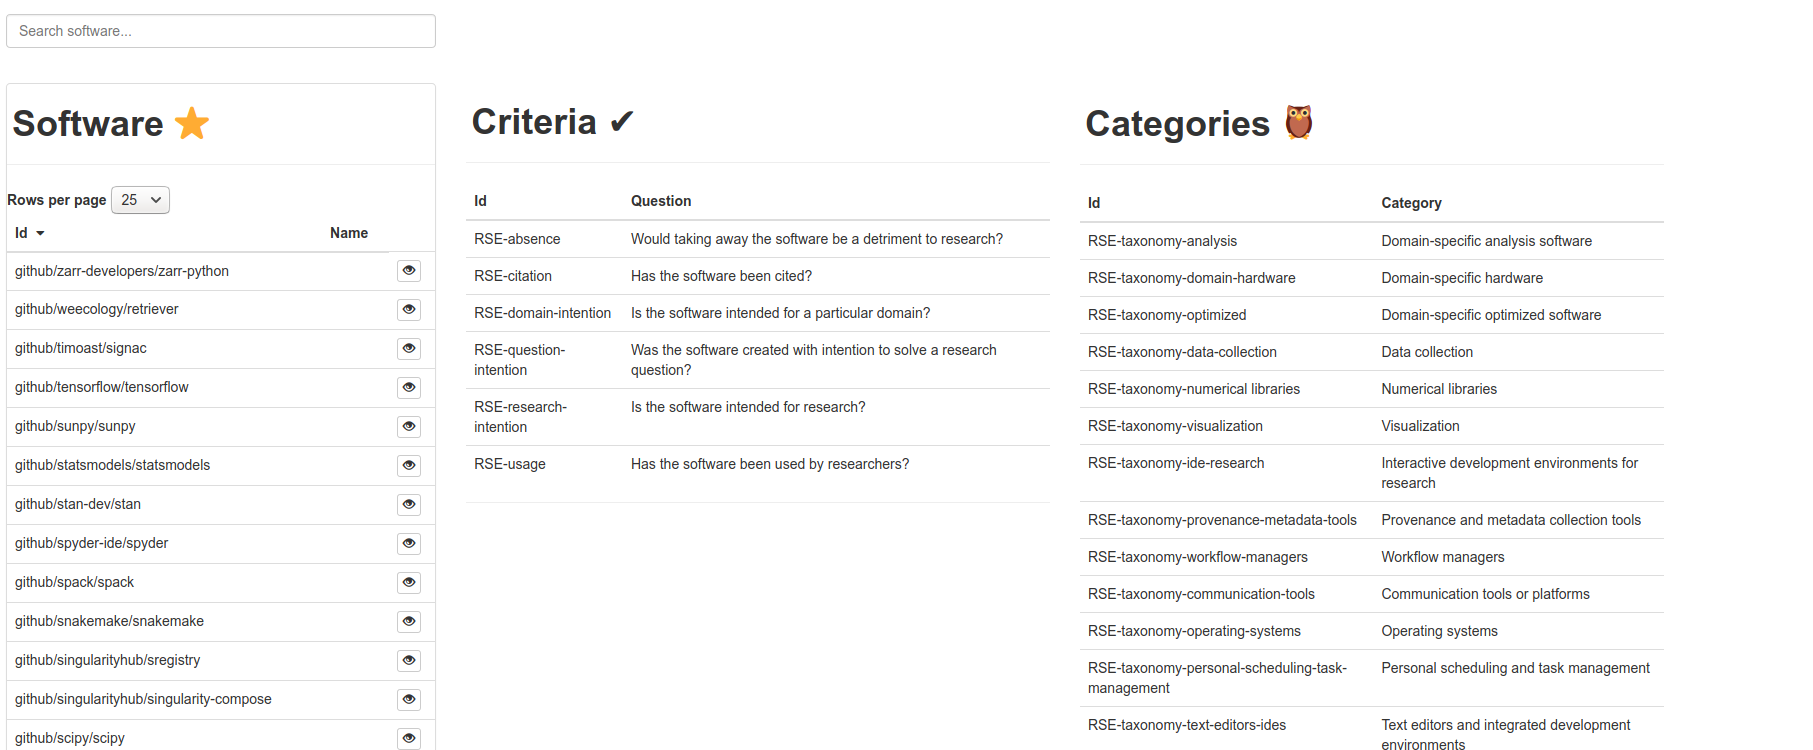 Search software...
Software
Rows per page 25
Id Name
github/zarr-developers/zarr-python
github/weecology/retriever
github/timoast/signac
github/tensorflow/tensorflow
github/sunpy/sunpy
github/statsmodels/statsmodels
github/stan-dev/stan
github/spyder-ide/spyder
github/spack/spack
github/snakemake/snakemake
github/singularityhub/sregistry
github/singularityhub/singularity-compose
github/scipy/scipy
Criteria ✔
Id Question
RSE-absence Would taking away the software be a detriment to research?
RSE-citation Has the software been cited?
RSE-domain-intention Is the software intended for a particular domain?
RSE-question- Was the software created with intention to solve a research
intention question?
RSE-research- Is the software intended for research?
intention
RSE-usage Has the software been used by researchers?
Categories
Id Category
RSE-taxonomy-analysis Domain-specific analysis software
RSE-taxonomy-domain-hardware Domain-specific hardware
RSE-taxonomy-optimized Domain-specific optimized software
RSE-taxonomy-data-collection Data collection
RSE-taxonomy-numerical libraries Numerical libraries
RSE-taxonomy-visualization Visualization
RSE-taxonomy-ide-research Interactive development environments for
research
RSE-taxonomy-provenance-metadata-tools Provenance and metadata collection tools
RSE-taxonomy-workflow-managers Workflow managers
RSE-taxonomy-communication-tools Communication tools or platforms
RSE-taxonomy-operating-systems Operating systems
RSE-taxonomy-personal-scheduling-task- Personal scheduling and task management
management
RSE-taxonomy-text-editors-ides Text editors and integrated development
environments